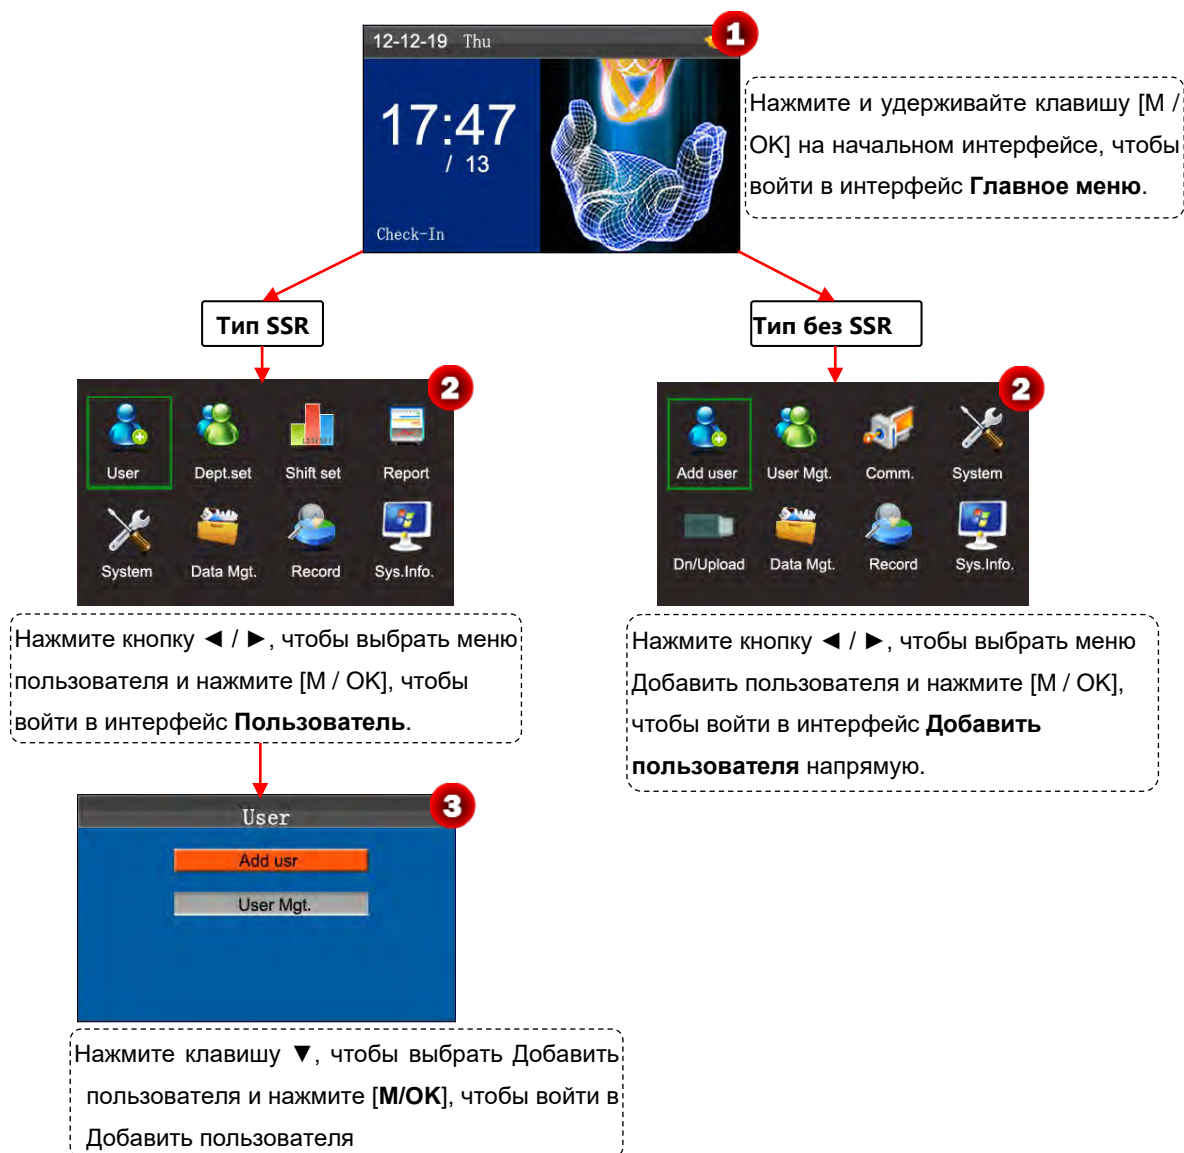 12-12-19 Thu
1
17:47
/ 13
Check-In
Нажмите и удерживайте клавишу [M /
OK] на начальном интерфейсе, чтобы
войти в интерфейс Главное меню.
Тип SSR
Тип без SSR
2
User Dept.set Shift set Report
System Data Mgt. Record Sys.Info.
2
Add user User Mgt. Comm. System
Dn/Upload Data Mgt. Record Sys.Info.
Нажмите кнопку ◄ / ►, чтобы выбрать меню
пользователя и нажмите [M / OK], чтобы
войти в интерфейс Пользователь.
Нажмите кнопку ◄ / ►, чтобы выбрать меню
Добавить пользователя и нажмите [M / OK],
чтобы войти в интерфейс Добавить
пользователя напрямую.
3
User
Add usr
User Mgt.
Нажмите клавишу ▼, чтобы выбрать Добавить
пользователя и нажмите [M/OK], чтобы войти в
Добавить пользователя